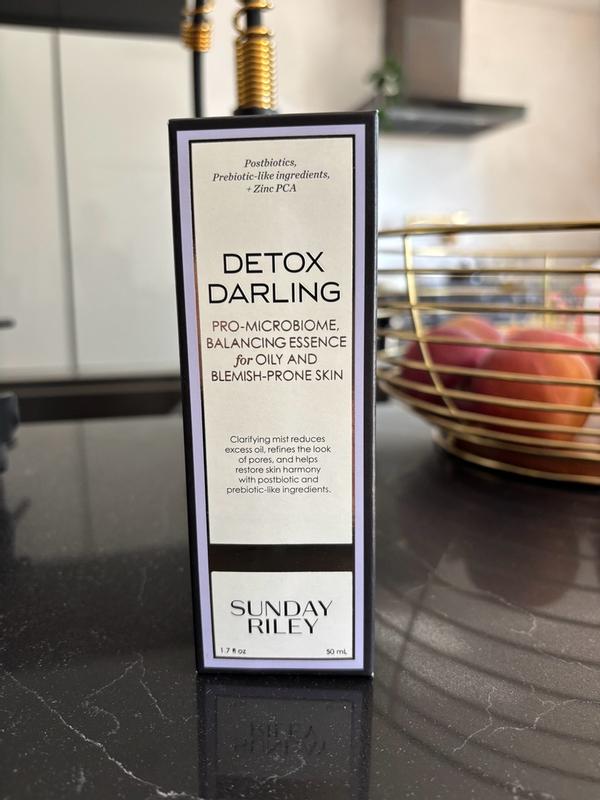 Postbiotics,
Prebiotic-like ingredients,
+ Zinc PCA
DETOX
DARLING
PRO-MICROBIOME,
BALANCING ESSENCE
for OILY AND
BLEMISH-PRONE SKIN
Clarifying mist reduces
excess oil, refines the look
of pores, and helps
restore skin harmony
with postbiotic and
prebiotic-like ingredients.
SUNDAY
RILEY
1.7 fl oz 50 mL